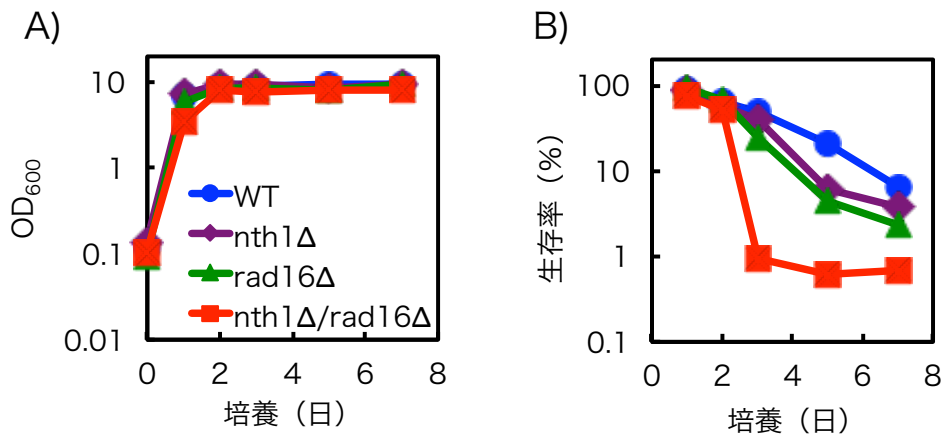 A)
OD600
10
1
0.1
0.01
WT
nth1Δ
rad16Δ
nth1Δ/rad16Δ
0 2 4 6 8
培養（日）
B)
生存率（%）
100
10
1
0.1
0 2 4 6 8
培養（日）